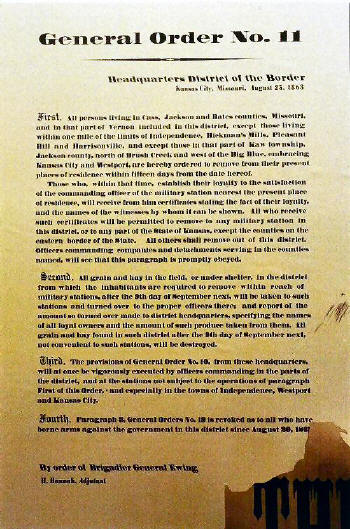 General Order No. 11
Headquarters District of the Border
Kansas City, Missouri, August 25, 1863
First. All persons living in Cass, Jackson and Bates counties, Missouri,
and in that part of Vernon included in this district, except those living
within one mile of the limits of Independence, Hickman's Mills, Pleasant
Hill and Harrisonville, and except those in that part of Kaw township,
Jackson county, north of Brush Creek and west of the Big Blue, embracing
Kansas City and Westport, are hereby ordered to remove from their present
places of residence within fifteen days from the date hereof.
Those who, within that time, establish their loyalty to the satisfaction
of the commanding officer of the military station nearest the present place
of residence, will receive from him certificates stating the fact of their loyalty,
and the names of the witnesses by whom it can be shown. All who receive
such certificates will be permitted to remove to any military station in
this district, or to any part of the State of Kansas, except the counties on the
eastern border of the State. All others shall remove out of this district.
Officers commanding companies and detachments serving in the counties
named, will see that this paragraph is promptly obeyed.
Second. All grain and hay in the field, or under shelter, in the district
from which the inhabitants are required to remove within reach of
military stations, after the 9th day of September next, will be taken to such
stations and turned over to the proper officers there; and report of the
amount so turned over made to district headquarters, specifying the names
of all loyal owners and the amount of such produce taken from them. All
grain and hay found in such district after the 9th day of September next,
not convenient to such stations, will be destroyed.
Third. The provisions of General Order No. 10, from these headquarters,
will at once be vigorously executed by officers commanding in the parts of
the district, and at the stations not subject to the operations of paragraph
First of this Order—and especially in the towns of Independence, Westport
and Kansas City.
Fourth. Paragraph 3, General Orders No. 10 is revoked as to all who have
borne arms against the government in this district since August 20, 186
By order of Brigadier General Ewing.
H. Hannah, Adjutant